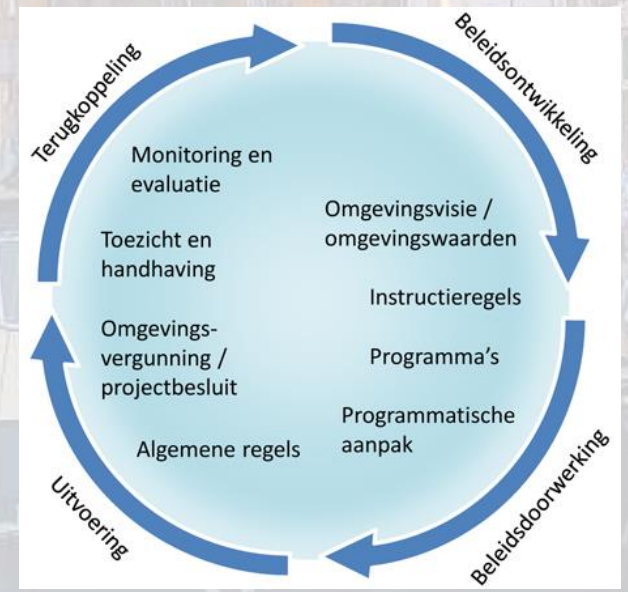 Terugkoppeling
Beleidsontwikkeling
Monitoring en
evaluatie
Omgevingsvisie /
omgevingswaarden
Toezicht en
handhaving
Instructieregels
Omgevings-
vergunning /
projectbesluit
Programma's
Programmatische
aanpak
Algemene regels
Uitvoering
Beleidsdoorwerking